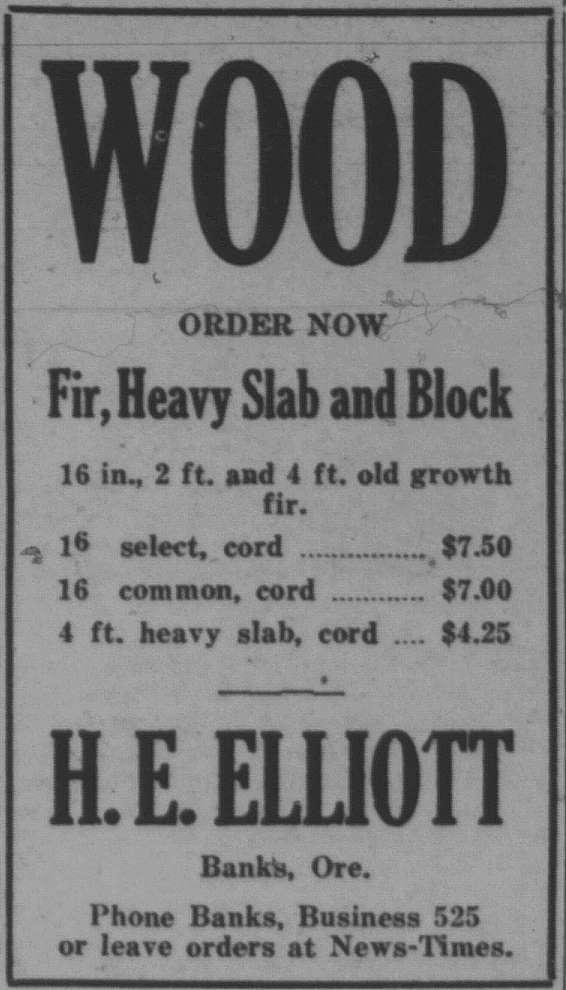 WOOD
ORDER NOW
Fir, Heavy Slab and Block
16 in., 2 ft. and 4 ft. old growth
fir.
16 select, cord ................ $7.50
16 common, cord ............ $7.00
4 ft. heavy slab, cord .... $4.25
H. E. ELLIOTT
Banks, Ore.
Phone Banks, Business 525
or leave orders at News-Times.